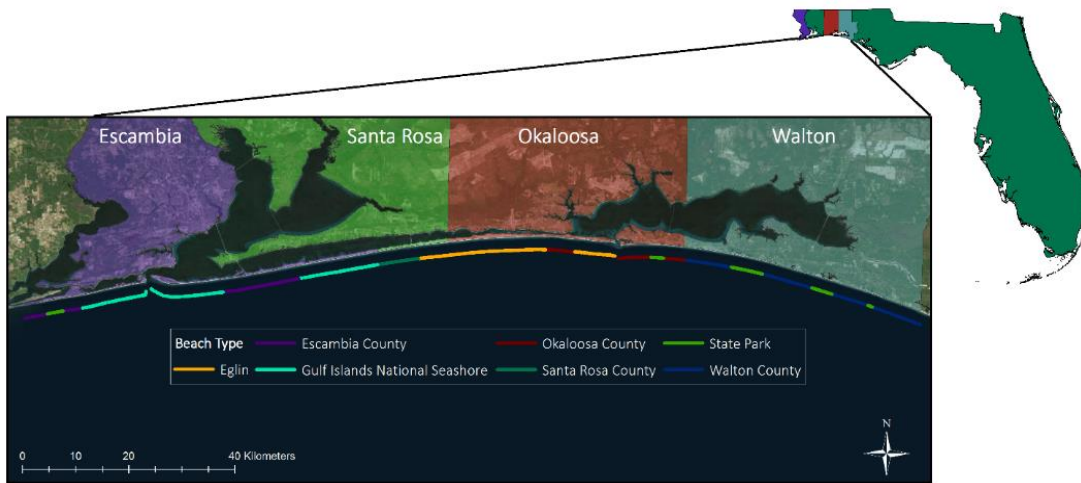 Escambia Santa Rosa Okaloosa Walton
Beach Type Escambia County Okaloosa County State Park
Eglin Gulf Islands National Seashore Santa Rosa County Walton County
N
0 10 20 40 Kilometers